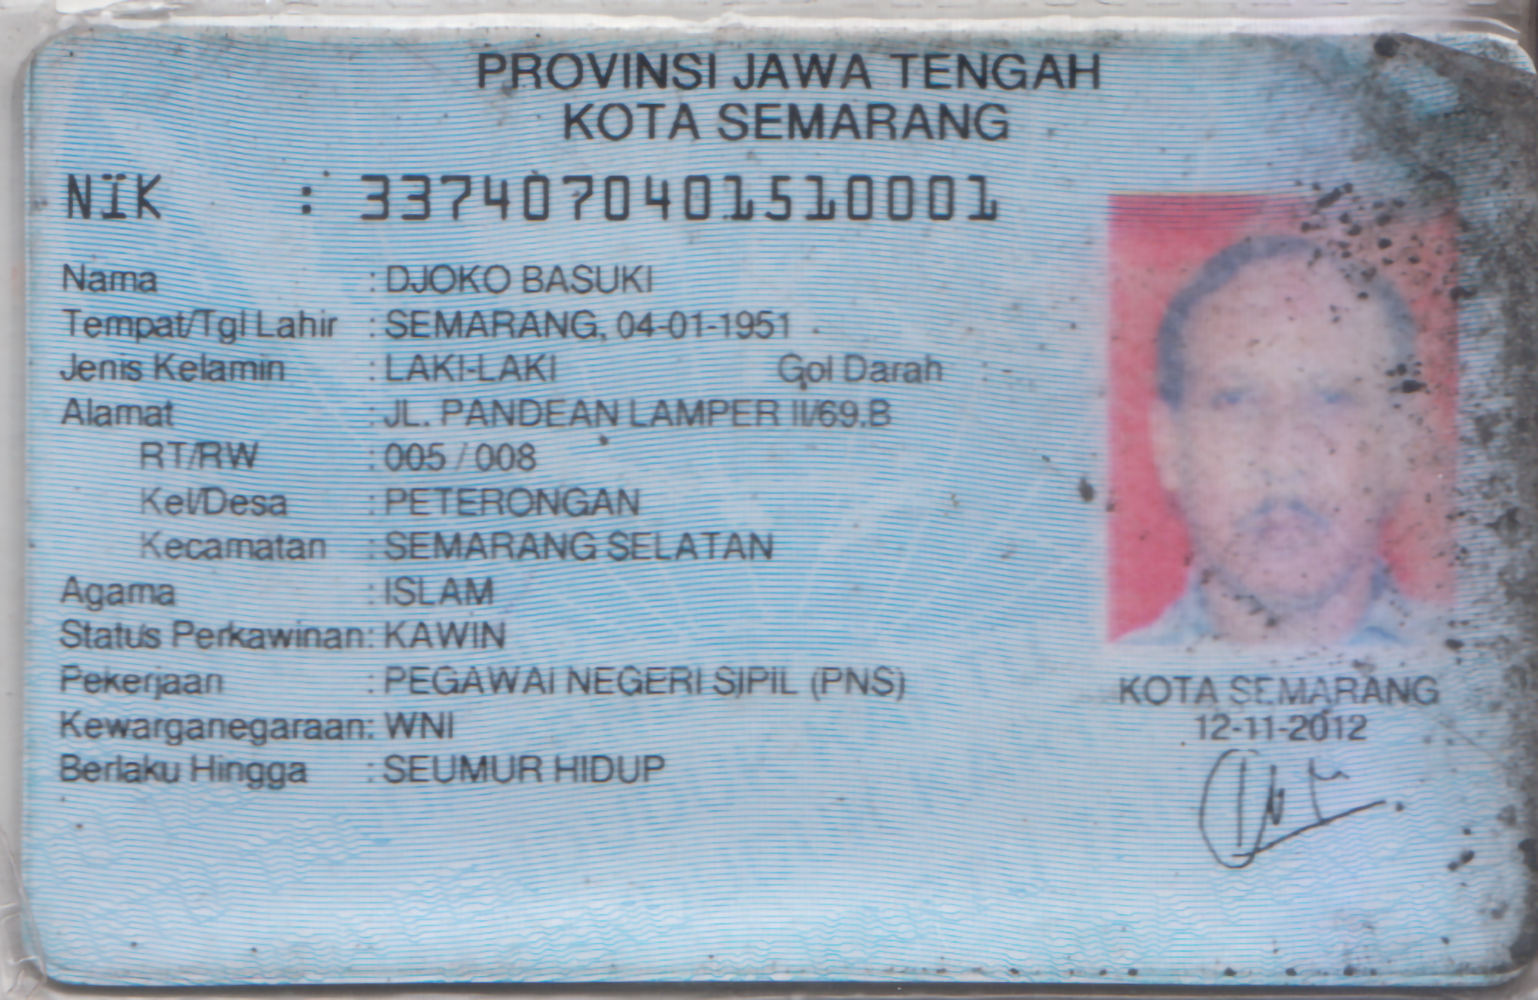 PROVINSI JAWA TENGAH
KOTA SEMARANG
NIK : 3374070401510001
Nama : DJOKO BASUKI
Tempat/Tgl Lahir : SEMARANG, 04-01-1951
Jenis Kelamin : LAKI-LAKI Gol Darah : -
Alamat : JL. PANDEAN LAMPER II/69.B
RT/RW : 005 / 008
Kel/Desa : PETERONGAN
Kecamatan : SEMARANG SELATAN
Agama : ISLAM
Status Perkawinan: KAWIN
Pekerjaan : PEGAWAI NEGERI SIPIL (PNS)
Kewarganegaraan: WNI
Berlaku Hingga : SEUMUR HIDUP
KOTA SEMARANG
12-11-2012